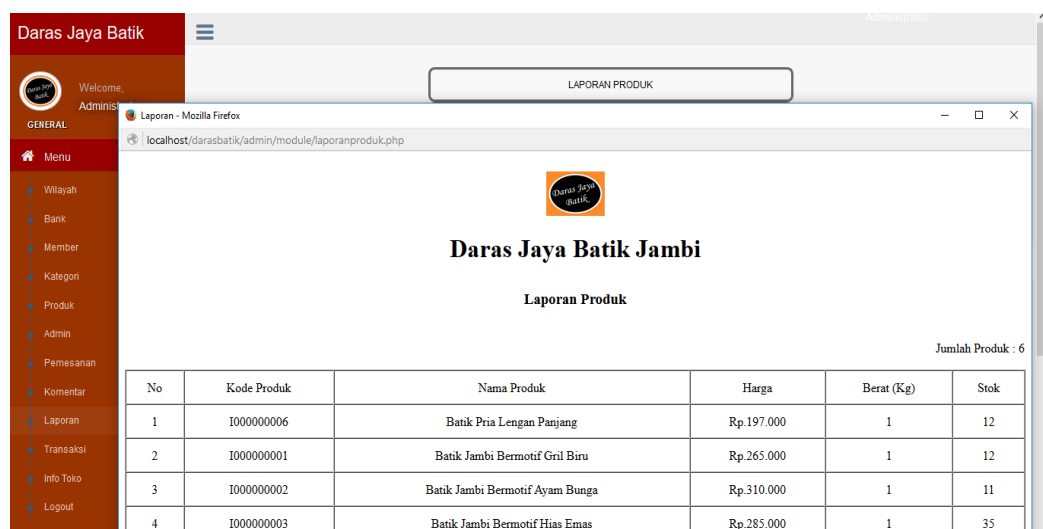 Administrator
Daras Jaya Batik
Daras Jaya
Batik
Welcome,
GENERAL
Menu
Wilayah
Bank
Member
Kategori
Produk
Admin
Pemesanan
Komentar
Laporan
Transaksi
Info Toko
Logout
LAPORAN PRODUK
Laporan - Mozilla Firefox
localhost/darasbatik/admin/module/laporanproduk.php
Daras Jaya
Batik
Daras Jaya Batik Jambi
Laporan Produk
Jumlah Produk : 6
No Kode Produk Nama Produk Harga Berat (Kg) Stok
1 I000000006 Batik Pria Lengan Panjang Rp.197.000 1 12
2 I000000001 Batik Jambi Bermotif Gril Biru Rp.265.000 1 12
3 I000000002 Batik Jambi Bermotif Ayam Bunga Rp.310.000 1 11
4 I000000003 Batik Jambi Bermotif Hias Emas Rp.285.000 1 35